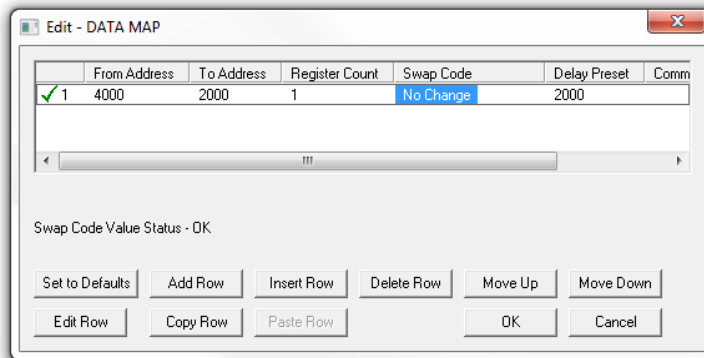 Edit - DATA MAP
From Address To Address Register Count Swap Code Delay Preset Comm
1 4000 2000 1 No Change 2000
Swap Code Value Status - OK
Set to Defaults Add Row Insert Row Delete Row Move Up Move Down
Edit Row Copy Row Paste Row OK Cancel